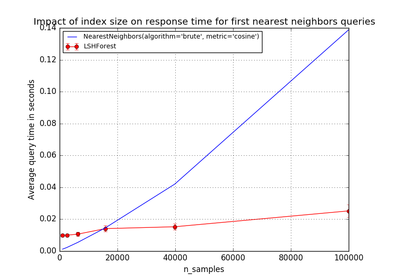 Impact of index size on response time for first nearest neighbors queries
NearestNeighbors(algorithm='brute', metric='cosine')
LSHForest
Average query time in seconds
0.14
0.12
0.10
0.08
0.06
0.04
0.02
0.00
0
20000
40000
60000
80000
100000
n_samples